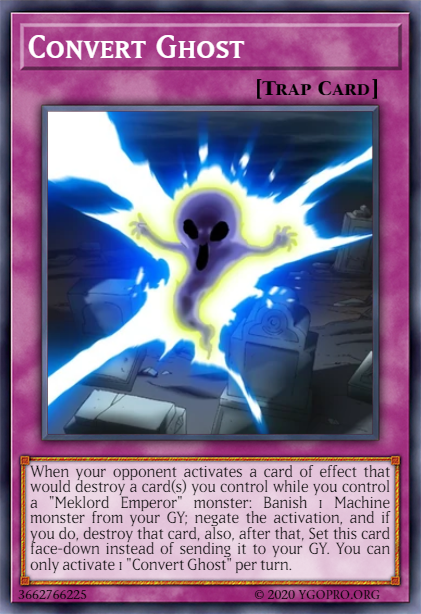 Convert Ghost
[Trap Card]
When your opponent activates a card of effect that
would destroy a card(s) you control while you control
a "Meklord Emperor" monster: Banish 1 Machine
monster from your GY; negate the activation, and if
you do, destroy that card, also, after that, Set this card
face-down instead of sending it to your GY. You can
only activate 1 "Convert Ghost" per turn.
3662766225
© 2020 YGOPRO.ORG